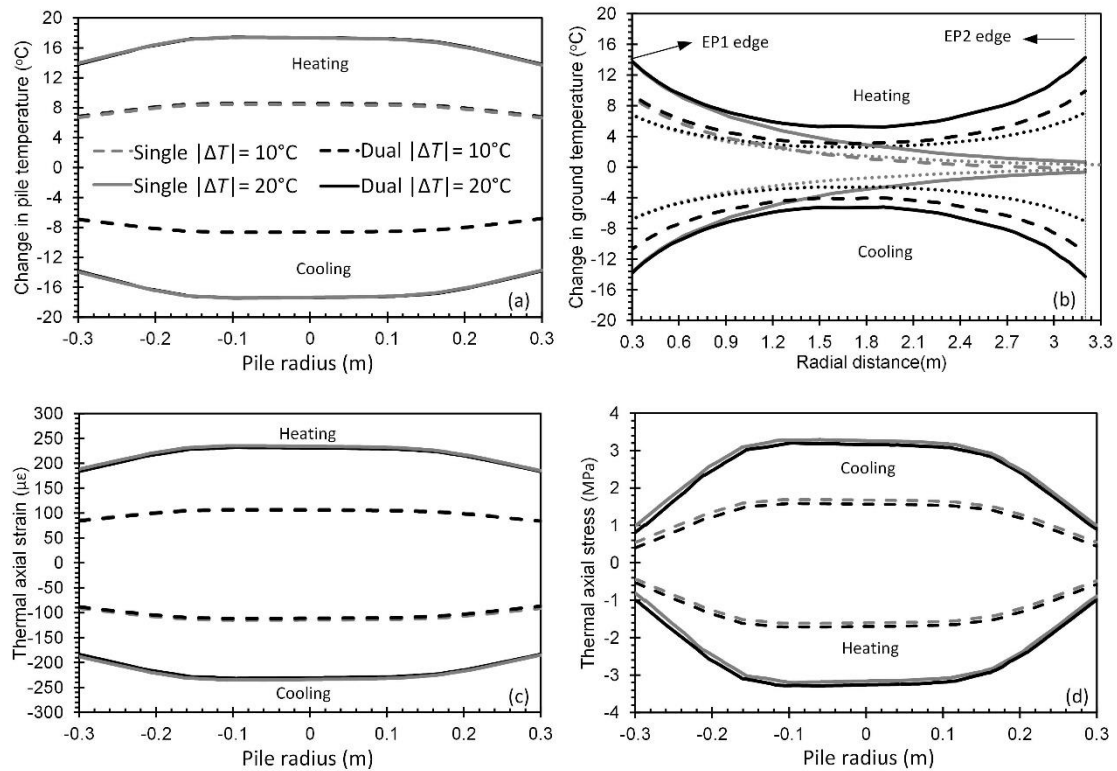 20
16
12
8
4
0
-4
-8
-12
-16
-20
Change in pile temperature (°C)
Heating
Single |ΔT| = 10°C
Dual |ΔT| = 10°C
Single |ΔT| = 20°C
Dual |ΔT| = 20°C
Cooling
(a)
-0.3 -0.2 -0.1 0 0.1 0.2 0.3
Pile radius (m)
20
16
12
8
4
0
-4
-8
-12
-16
-20
Change in ground temperature (°C)
EP1 edge
EP2 edge
Heating
Cooling
(b)
0.3 0.6 0.9 1.2 1.5 1.8 2.1 2.4 2.7 3 3.3
Radial distance(m)
300
250
200
150
100
50
0
-50
-100
-150
-200
-250
-300
Thermal axial strain (με)
Heating
Cooling
(c)
-0.3 -0.2 -0.1 0 0.1 0.2 0.3
Pile radius (m)
4
3
2
1
0
-1
-2
-3
-4
Thermal axial stress (MPa)
Cooling
Heating
(d)
-0.3 -0.2 -0.1 0 0.1 0.2 0.3
Pile radius (m)